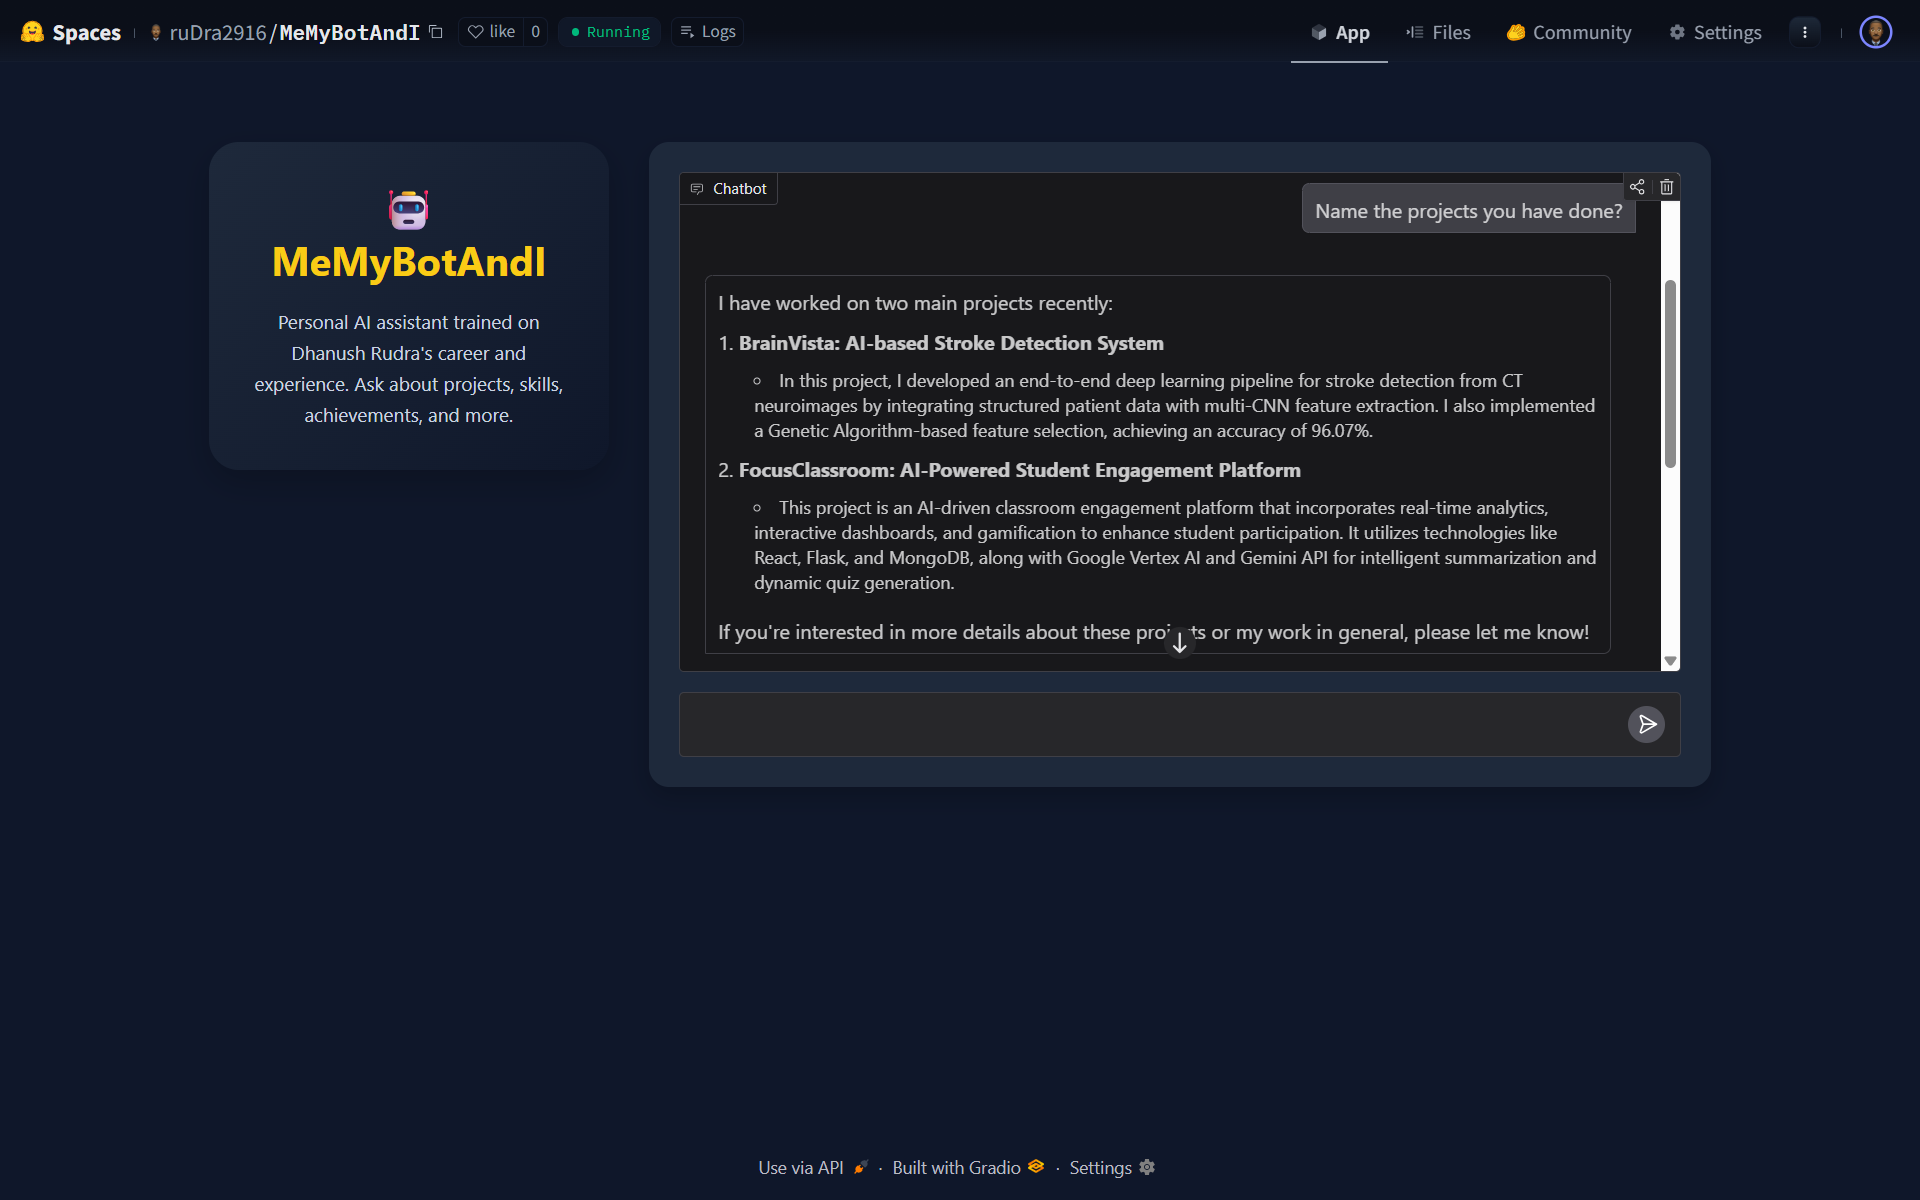 Spaces
ruDra2916/MeMyBotAndI
like 0
Running
Logs
App
Files
Community
Settings
MeMyBotAndI
Personal AI assistant trained on
Dhanush Rudra's career and
experience. Ask about projects, skills,
achievements, and more.
Chatbot
Name the projects you have done?
I have worked on two main projects recently:
1. BrainVista: AI-based Stroke Detection System
In this project, I developed an end-to-end deep learning pipeline for stroke detection from CT
neuroimages by integrating structured patient data with multi-CNN feature extraction. I also implemented
a Genetic Algorithm-based feature selection, achieving an accuracy of 96.07%.
2. FocusClassroom: AI-Powered Student Engagement Platform
This project is an AI-driven classroom engagement platform that incorporates real-time analytics,
interactive dashboards, and gamification to enhance student participation. It utilizes technologies like
React, Flask, and MongoDB, along with Google Vertex AI and Gemini API for intelligent summarization and
dynamic quiz generation.
If you're interested in more details about these projects or my work in general, please let me know!
Use via API · Built with Gradio · Settings